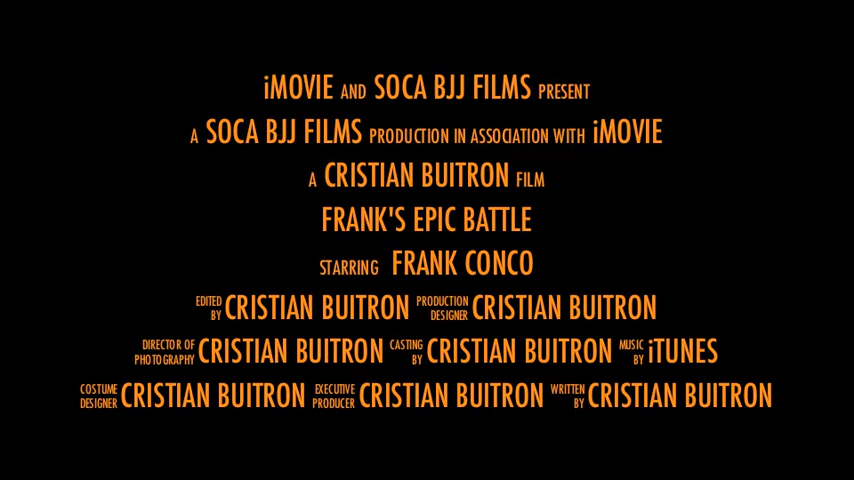 iMOVIE AND SOCA BJJ FILMS PRESENT
A SOCA BJJ FILMS PRODUCTION IN ASSOCIATION WITH iMOVIE
A CRISTIAN BUITRON FILM
FRANK'S EPIC BATTLE
STARRING FRANK CONCO
EDITED BY CRISTIAN BUITRON PRODUCTION DESIGNER CRISTIAN BUITRON
DIRECTOR OF PHOTOGRAPHY CRISTIAN BUITRON CASTING BY CRISTIAN BUITRON MUSIC BY iTUNES
COSTUME DESIGNER CRISTIAN BUITRON EXECUTIVE PRODUCER CRISTIAN BUITRON WRITTEN BY CRISTIAN BUITRON